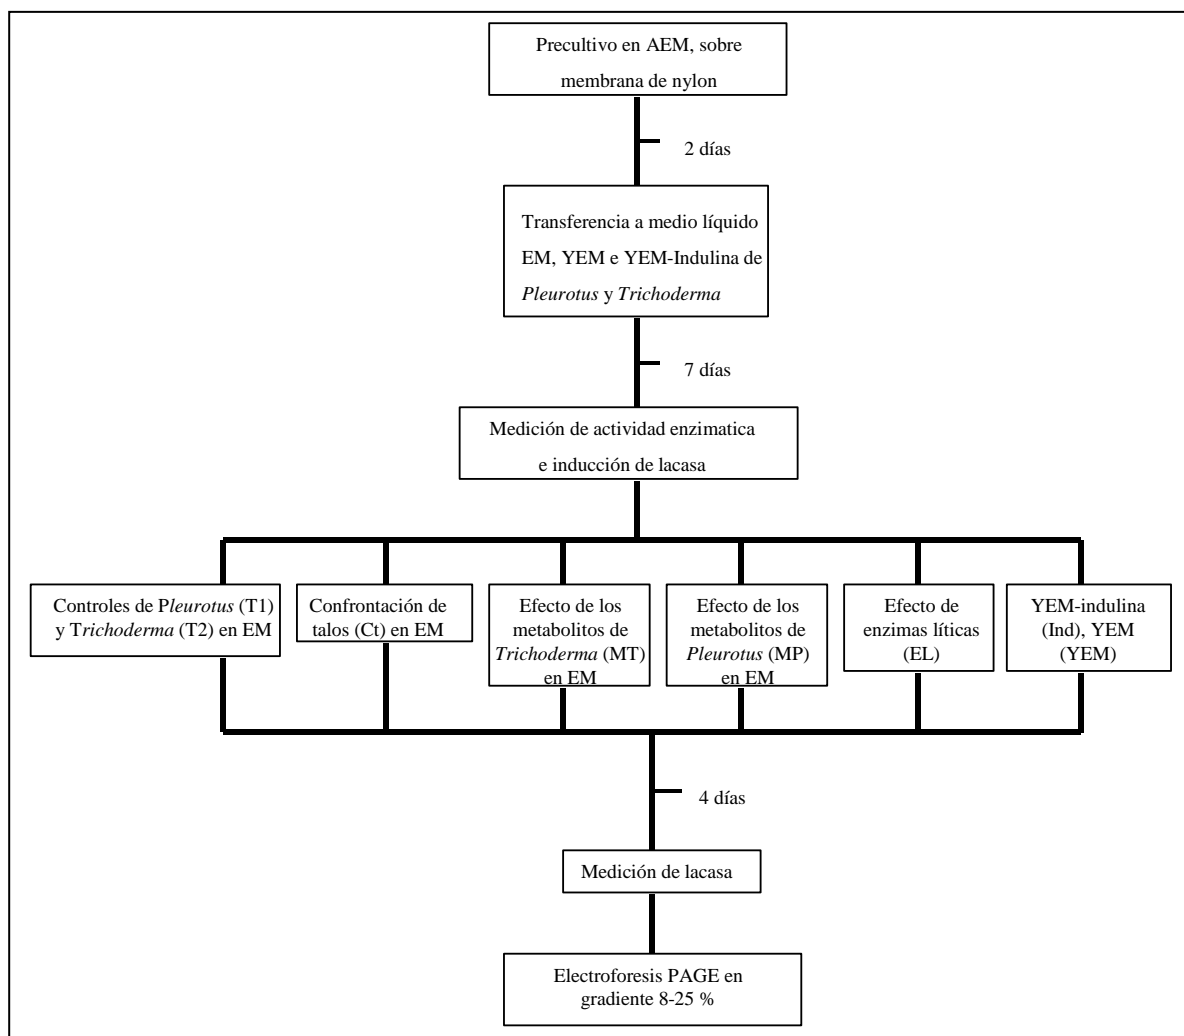 Precultivo en AEM, sobre
membrana de nylon
2 días
Transferencia a medio líquido
EM, YEM e YEM-Indulina de
Pleurotus y Trichoderma
7 días
Medición de actividad enzimatica
e inducción de lacasa
Controles de Pleurotus (T1)
y Trichoderma (T2) en EM
Confrontación de
talos (Ct) en EM
Efecto de los
metabolitos de
Trichoderma (MT)
en EM
Efecto de los
metabolitos de
Pleurotus (MP)
en EM
Efecto de
enzimas líticas
(EL)
YEM-indulina
(Ind), YEM
(YEM)
4 días
Medición de lacasa
Electroforesis PAGE en
gradiente 8-25 %